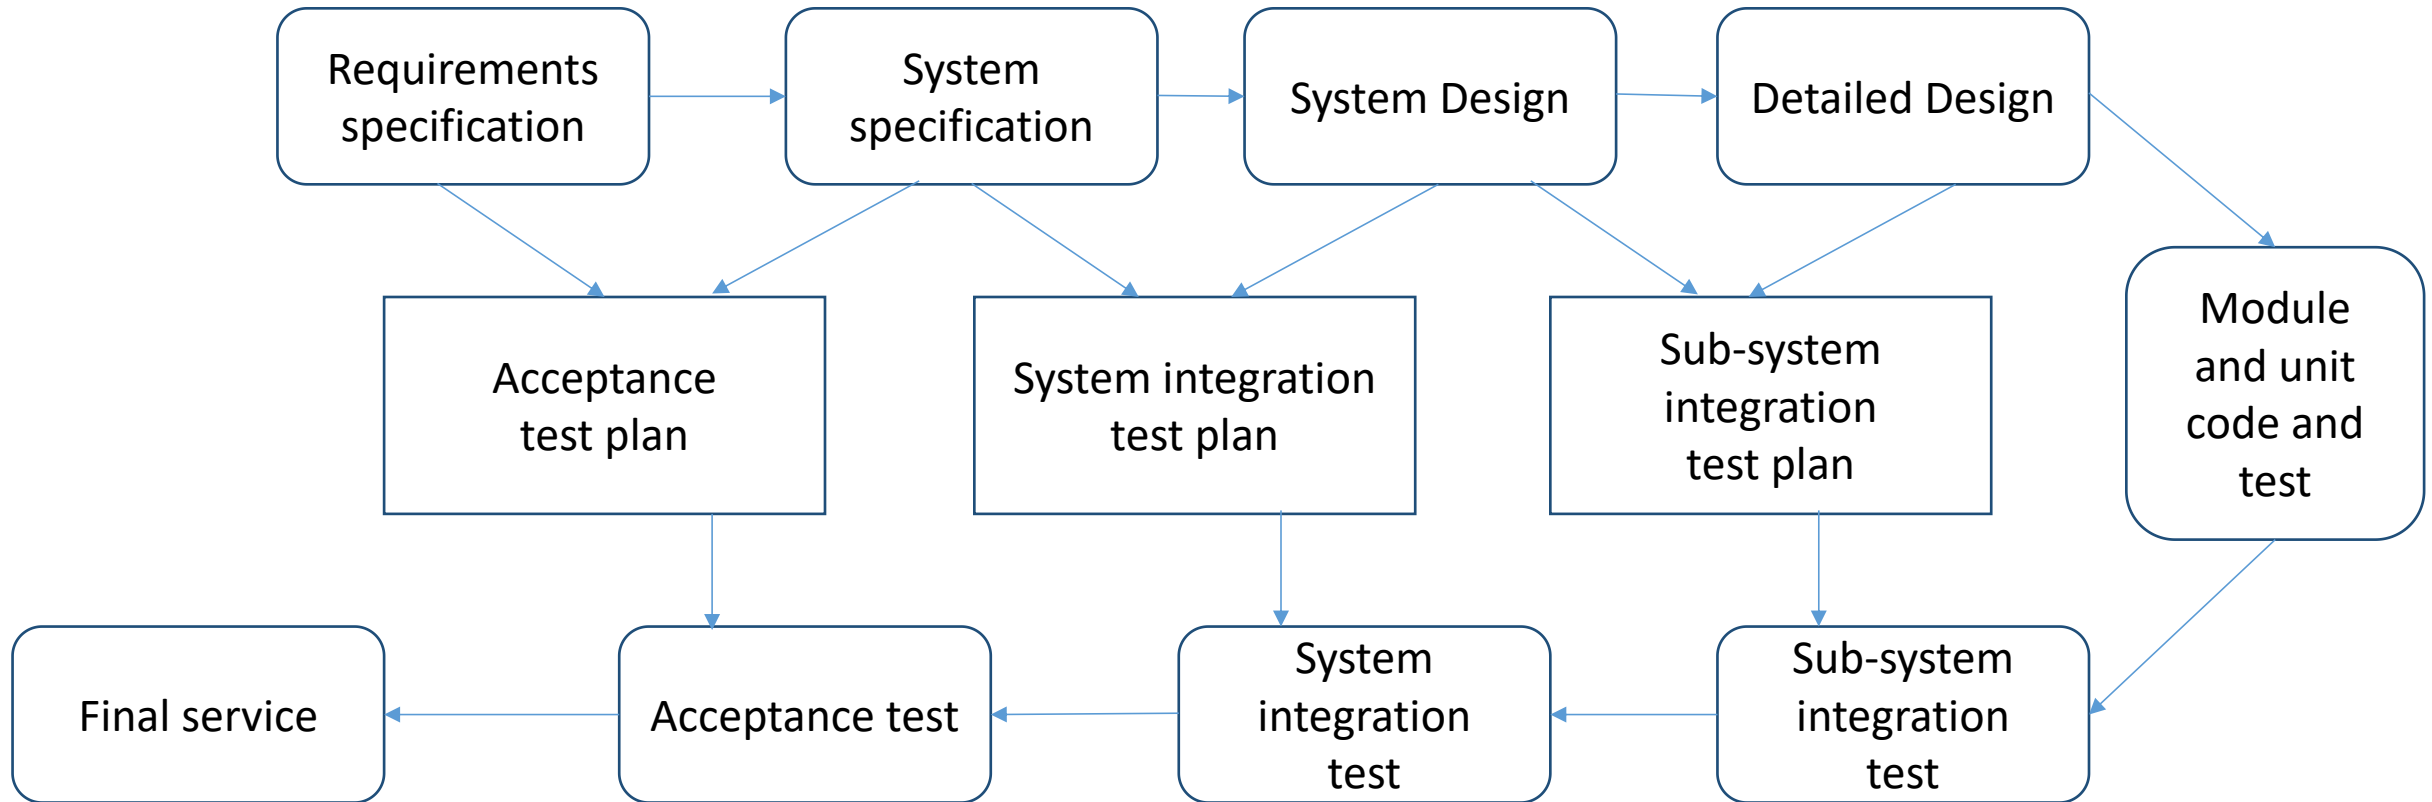 Requirements
specification
System
specification
System Design
Detailed Design
Acceptance
test plan
System integration
test plan
Sub-system
integration
test plan
Module
and unit
code and
test
Final service
Acceptance test
System
integration
test
Sub-system
integration
test